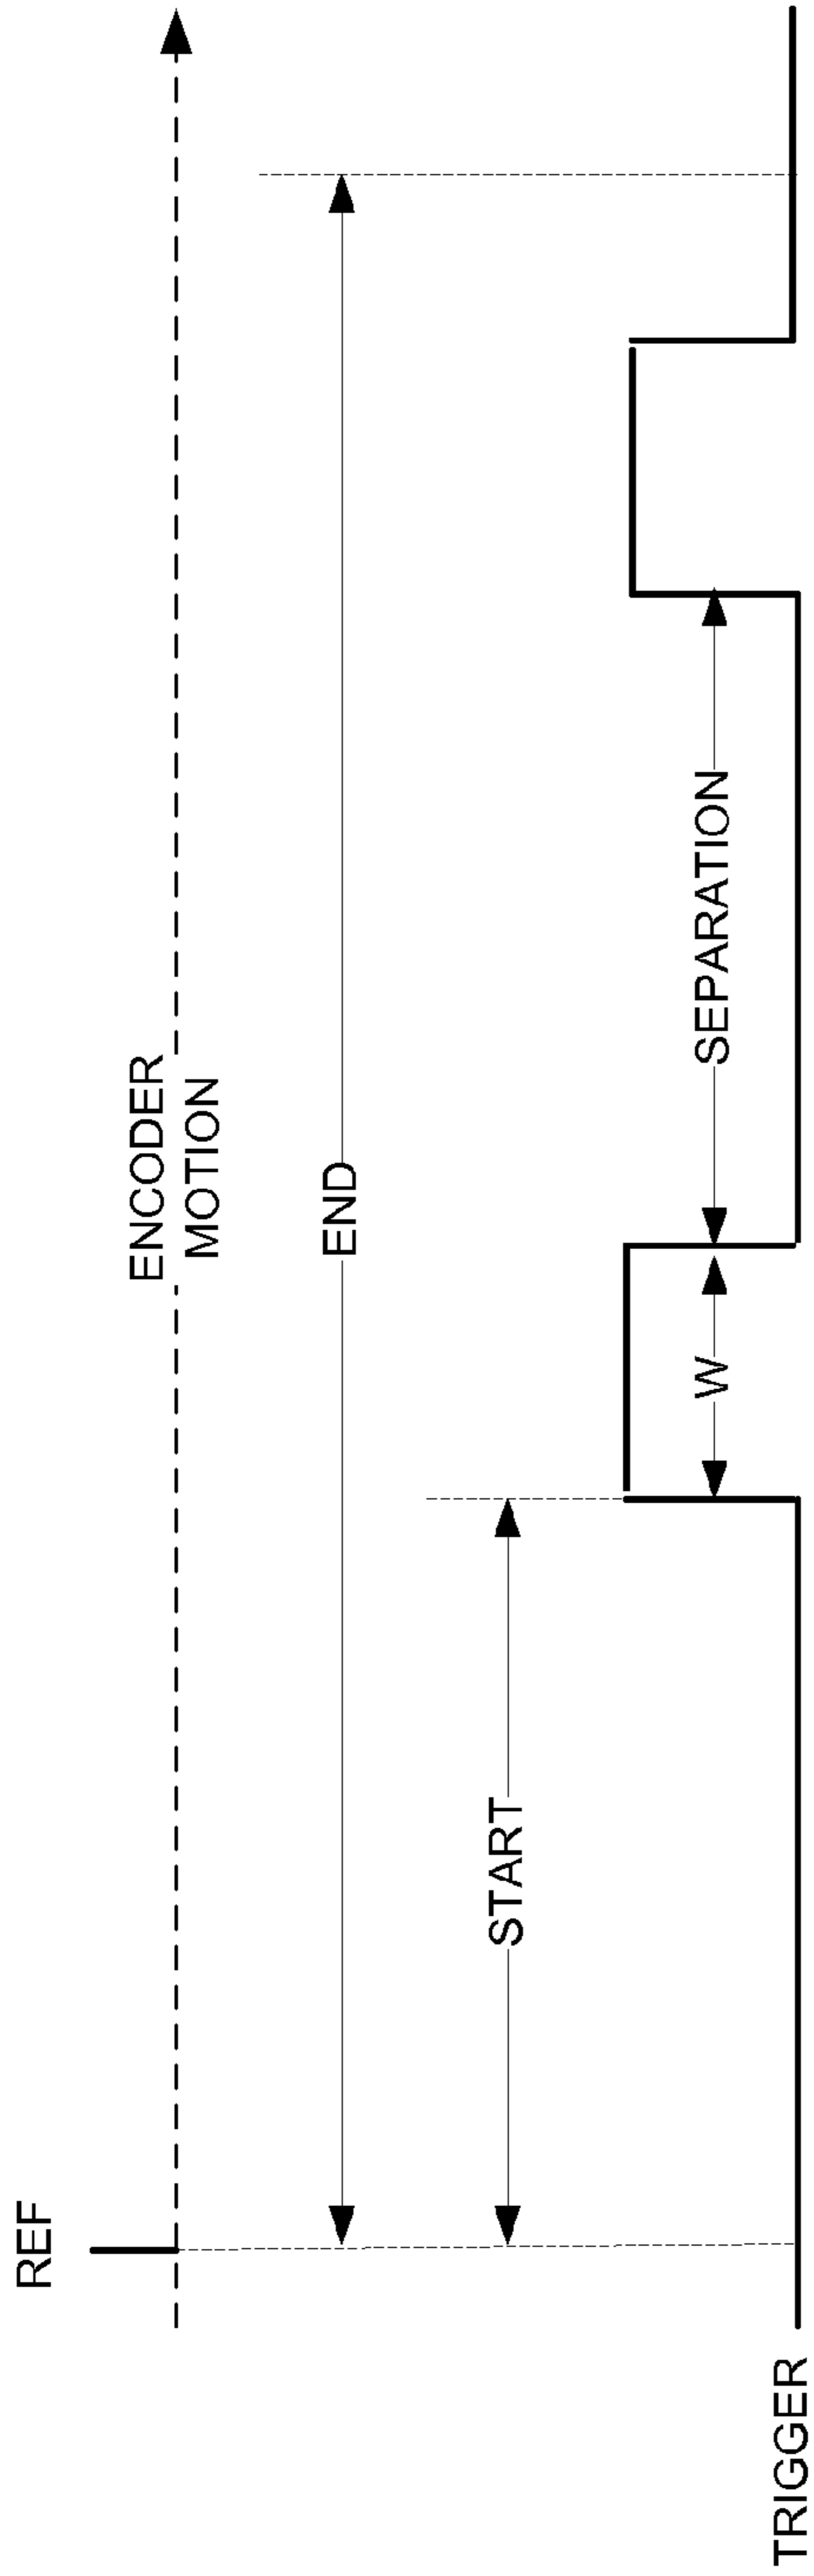 REF
ENCODER
MOTION
END
START
W
SEPARATION
TRIGGER